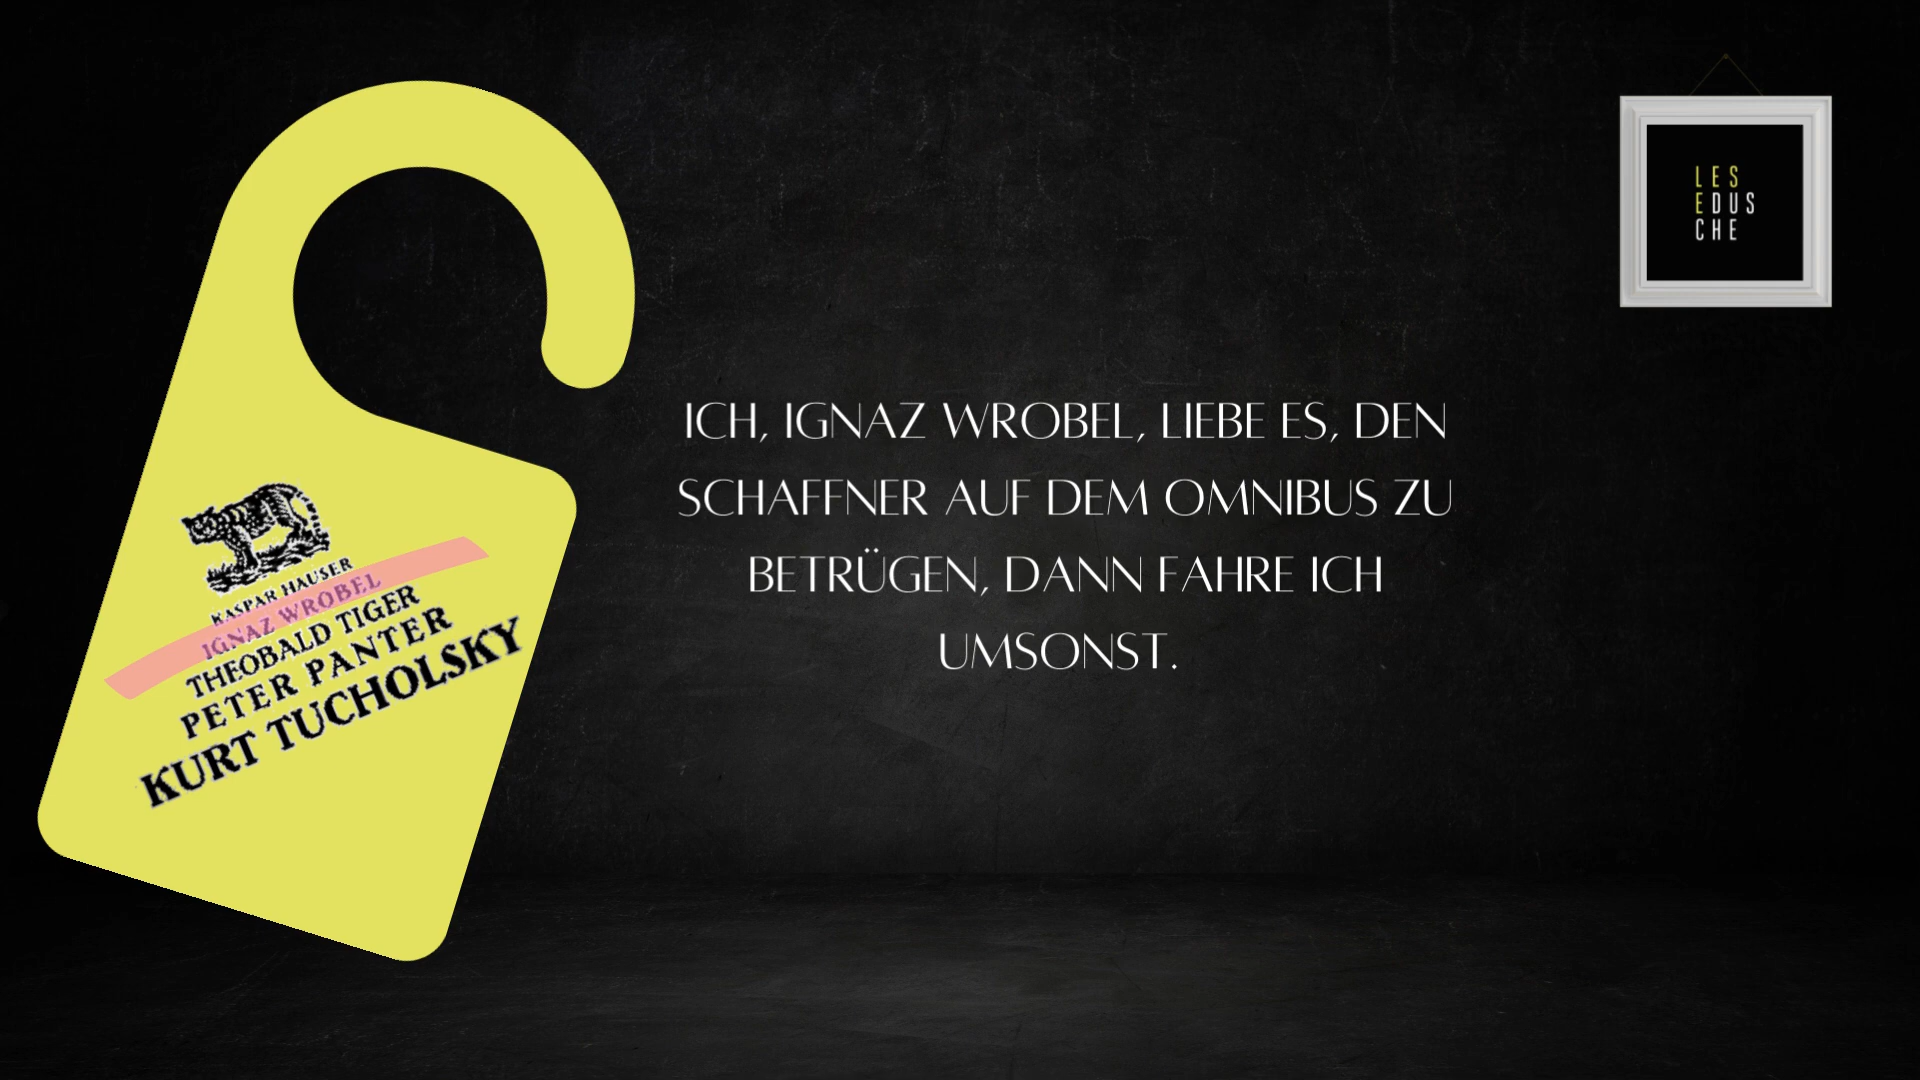 LES
EDUS
CHE
ICH, IGNAZ WROBEL, LIEBE ES, DEN
SCHAFFNER AUF DEM OMNIBUS ZU
BETRÜGEN, DANN FAHRE ICH
UMSONST.
KASPAR HAUSER
IGNAZ WROBEL
THEOBALD TIGER
PETER PANTER
KURT TUCHOLSKY